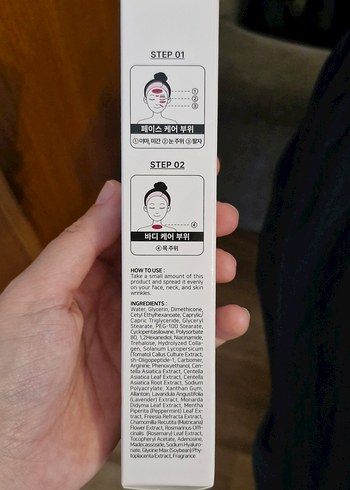 STEP 01
①
②
③
페이스 케어 부위
①이마, 미간 ②눈 주위 ③팔자
STEP 02
④
바디 케어 부위
④ 목 주위
HOW TO USE :
Take a small amount of this
product and spread it evenly
on your face, neck, and skin
wrinkles.
INGREDIENTS :
Water, Glycerin, Dimethicone,
Cetyl Ethylhexanoate, Caprylic/
Capric Triglyceride, Glyceryl
Stearate, PEG-100 Stearate,
Cyclopentasiloxane, Polysorbate
80, 1,2Hexanediol, Niacinamide,
Trehalose, Hydrolyzed Colla-
gen, Solanum Lycopersicum
(Tomato) Callus Culture Extract,
sh-Oligopeptide-1, Carbomer,
Arginine, Phenoxyethanol, Cen-
tella Asiatica Extract, Centella
Asiatica Leaf Extract, Centella
Asiatica Root Extract, Sodium
Polyacrylate, Xanthan Gum,
Allantoin, Lavandula Angustifolia
(Lavender) Extract, Monarda
Didyma Leaf Extract, Mentha
Piperita (Peppermint) Leaf Ex-
tract, Freesia Refracta Extract,
Chamomilla Recutita (Matricaria)
Flower Extract, Rosmarinus Offi-
cinalis (Rosemary) Leaf Extract,
Tocopheryl Acetate, Adenosine,
Madecassoside, Sodium Hyaluro-
nate, Glycine Max (Soybean) Phy-
toplacenta Extract, Fragrance